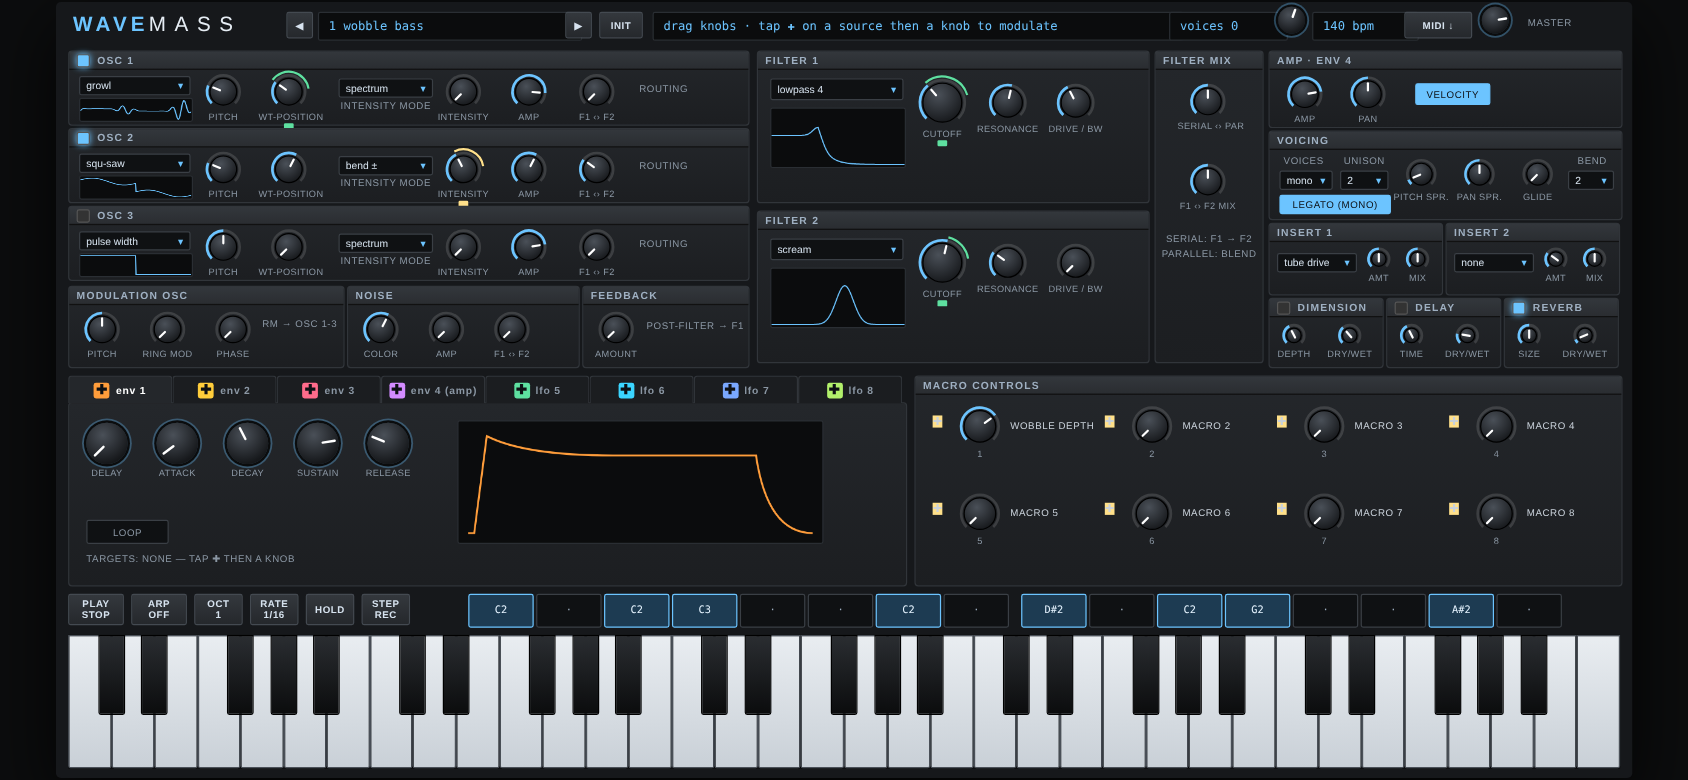 WAVEMASS
◀ 1 wobble bass ▶ INIT drag knobs · tap ✚ on a source then a knob to modulate voices 0 140 bpm MIDI ↓ MASTER
OSC 1
growl ▼ spectrum ▼ ROUTING
INTENSITY MODE
PITCH WT-POSITION INTENSITY AMP F1 ‹› F2
OSC 2
squ-saw ▼ bend ± ▼ ROUTING
INTENSITY MODE
PITCH WT-POSITION INTENSITY AMP F1 ‹› F2
OSC 3
pulse width ▼ spectrum ▼ ROUTING
INTENSITY MODE
PITCH WT-POSITION INTENSITY AMP F1 ‹› F2
MODULATION OSC
RM → OSC 1-3
PITCH RING MOD PHASE
NOISE
COLOR AMP F1 ‹› F2
FEEDBACK
POST-FILTER → F1
AMOUNT
FILTER 1
lowpass 4 ▼
CUTOFF RESONANCE DRIVE / BW
FILTER 2
scream ▼
CUTOFF RESONANCE DRIVE / BW
FILTER MIX
SERIAL ‹› PAR
F1 ‹› F2 MIX
SERIAL: F1 → F2
PARALLEL: BLEND
AMP · ENV 4
VELOCITY
AMP PAN
VOICING
VOICES UNISON BEND
mono ▼ 2 ▼ 2 ▼
LEGATO (MONO) PITCH SPR. PAN SPR. GLIDE
INSERT 1
tube drive ▼
AMT MIX
INSERT 2
none ▼
AMT MIX
DIMENSION
DEPTH DRY/WET
DELAY
TIME DRY/WET
REVERB
SIZE DRY/WET
✚ env 1 ✚ env 2 ✚ env 3 ✚ env 4 (amp) ✚ lfo 5 ✚ lfo 6 ✚ lfo 7 ✚ lfo 8
DELAY ATTACK DECAY SUSTAIN RELEASE
LOOP
TARGETS: NONE — TAP ✚ THEN A KNOB
MACRO CONTROLS
WOBBLE DEPTH MACRO 2 MACRO 3 MACRO 4
1 2 3 4
MACRO 5 MACRO 6 MACRO 7 MACRO 8
5 6 7 8
PLAY ARP OCT RATE HOLD STEP
STOP OFF 1 1/16 REC
C2 · C2 C3 · · C2 · D#2 · C2 G2 · · A#2 ·